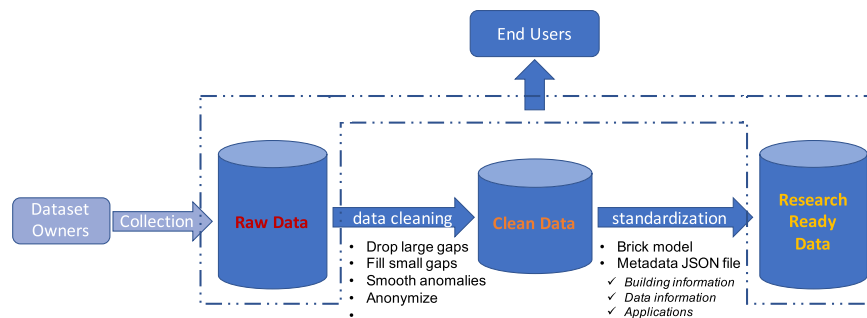 End Users
Dataset
Owners
Collection
Raw Data
data cleaning
• Drop large gaps
• Fill small gaps
• Smooth anomalies
• Anonymize
•
Clean Data
standardization
• Brick model
• Metadata JSON file
✓ Building information
✓ Data information
✓ Applications
Research
Ready
Data